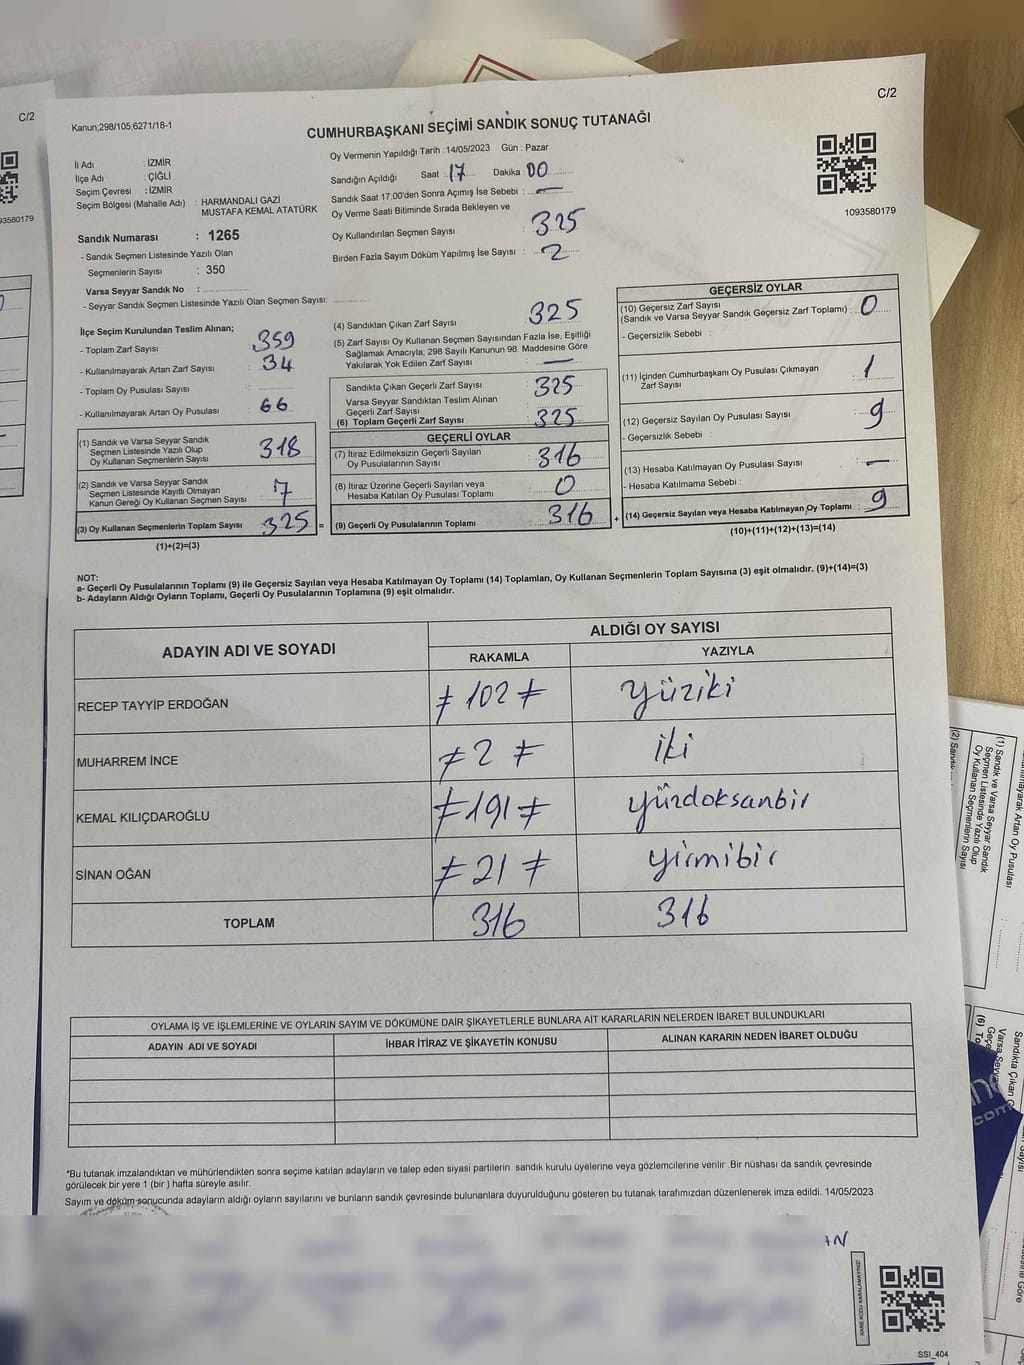 C/2
C/2
Kanun;298/105,6271/18-1
CUMHURBAŞKANI SEÇİMİ SANDIK SONUÇ TUTANAĞI
1093580179
İl Adı : İZMİR
İlçe Adı : ÇİĞLİ
Seçim Çevresi : İZMİR
Seçim Bölgesi (Mahalle Adı) : HARMANDALI GAZİ
MUSTAFA KEMAL ATATÜRK
Sandık Numarası : 1265
- Sandık Seçmen Listesinde Yazılı Olan
Seçmenlerin Sayısı : 350
Varsa Seyyar Sandık No :
- Seyyar Sandık Seçmen Listesinde Yazılı Olan Seçmen Sayısı:
Oy Vermenin Yapıldığı Tarih : 14/05/2023 Gün : Pazar
Sandığın Açıldığı Saat : 17 Dakika : 00
Sandık Saat 17.00'den Sonra Açımış İse Sebebi : —
Oy Verme Saati Bitiminde Sırada Bekleyen ve
Oy Kullandırılan Seçmen Sayısı : 325
Birden Fazla Sayım Döküm Yapılmış İse Sayısı : 2
İlçe Seçim Kurulundan Teslim Alınan;
- Toplam Zarf Sayısı : 359
- Kullanılmayarak Artan Zarf Sayısı : 34
- Toplam Oy Pusulası Sayısı :
- Kullanılmayarak Artan Oy Pusulası : 66
(1) Sandık ve Varsa Seyyar Sandık
Seçmen Listesinde Yazılı Olup
Oy Kullanan Seçmenlerin Sayısı : 318
(2) Sandık ve Varsa Seyyar Sandık
Seçmen Listesinde Kayıtlı Olmayan
Kanun Gereği Oy Kullanan Seçmen Sayısı : 7
(3) Oy Kullanan Seçmenlerin Toplam Sayısı : 325 =
(1)+(2)=(3)
(4) Sandıktan Çıkan Zarf Sayısı : 325
(5) Zarf Sayısı Oy Kullanan Seçmen Sayısından Fazla İse, Eşitliği
Sağlamak Amacıyla, 298 Sayılı Kanunun 98. Maddesine Göre
Yakılarak Yok Edilen Zarf Sayısı : —
Sandıkta Çıkan Geçerli Zarf Sayısı : 325
Varsa Seyyar Sandıktan Teslim Alınan
Geçerli Zarf Sayısı :
(6) Toplam Geçerli Zarf Sayısı : 325
GEÇERLİ OYLAR
(7) İtiraz Edilmeksizin Geçerli Sayılan
Oy Pusulalarının Sayısı : 316
(8) İtiraz Üzerine Geçerli Sayılan veya
Hesaba Katılan Oy Pusulası Toplamı : 0
(9) Geçerli Oy Pusulalarının Toplamı : 316 +
GEÇERSİZ OYLAR
(10) Geçersiz Zarf Sayısı
(Sandık ve Varsa Seyyar Sandık Geçersiz Zarf Toplamı) : 0
- Geçersizlik Sebebi :
(11) İçinden Cumhurbaşkanı Oy Pusulası Çıkmayan
Zarf Sayısı : 1
(12) Geçersiz Sayılan Oy Pusulası Sayısı : 9
- Geçersizlik Sebebi :
(13) Hesaba Katılmayan Oy Pusulası Sayısı : —
- Hesaba Katılmama Sebebi :
(14) Geçersiz Sayılan veya Hesaba Katılmayan Oy Toplamı : 9
(10)+(11)+(12)+(13)=(14)
NOT:
a- Geçerli Oy Pusulalarının Toplamı (9) ile Geçersiz Sayılan veya Hesaba Katılmayan Oy Toplamı (14) Toplamları, Oy Kullanan Seçmenlerin Toplam Sayısına (3) eşit olmalıdır. (9)+(14)=(3)
b- Adayların Aldığı Oyların Toplamı, Geçerli Oy Pusulalarının Toplamına (9) eşit olmalıdır.
ADAYIN ADI VE SOYADI ALDIĞI OY SAYISI
RAKAMLA YAZIYLA
RECEP TAYYİP ERDOĞAN ≠ 102 ≠ yüziki
MUHARREM İNCE ≠ 2 ≠ iki
KEMAL KILIÇDAROĞLU ≠ 191 ≠ yüzdoksanbir
SİNAN OĞAN ≠ 21 ≠ yirmibir
TOPLAM 316 316
OYLAMA İŞ VE İŞLEMLERİNE VE OYLARIN SAYIM VE DÖKÜMÜNE DAİR ŞİKAYETLERLE BUNLARA AİT KARARLARIN NELERDEN İBARET BULUNDUKLARI
ADAYIN ADI VE SOYADI İHBAR İTİRAZ VE ŞİKAYETİN KONUSU ALINAN KARARIN NEDEN İBARET OLDUĞU
*Bu tutanak imzalandıktan ve mühürlendikten sonra seçime katılan adayların ve talep eden siyasi partilerin sandık kurulu üyelerine veya gözlemcilerine verilir .Bir nüshası da sandık çevresinde
görülecek bir yere 1 (bir ) hafta süreyle asılır.
Sayım ve döküm sonucunda adayların aldığı oyların sayılarını ve bunların sandık çevresinde bulunanlara duyurulduğunu gösteren bu tutanak tarafımızdan düzenlenerek imza edildi. 14/05/2023
KARE KODU KARALAMAYINIZ!
SSI_404
(1) Sandık ve Varsa Seyyar Sandık
Seçmen Listesinde Yazılı Olup
Oy Kullanan Seçmenlerin Sayısı